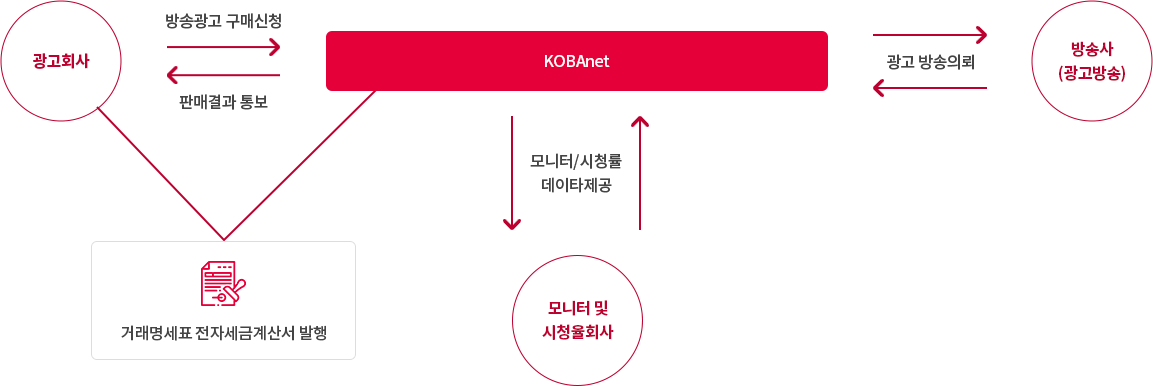 방송광고 구매신청
광고회사
판매결과 통보
KOBAnet
광고 방송의뢰
방송사
(광고방송)
모니터/시청률
데이타제공
거래명세표 전자세금계산서 발행
모니터 및
시청율회사